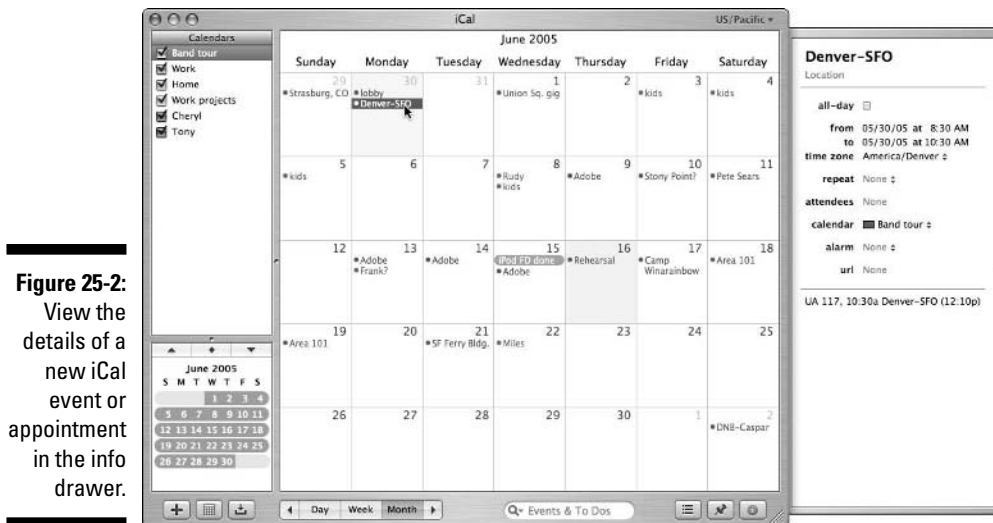 iCal
US/Pacific
Calendars
Band tour
Work
Home
Work projects
Cheryl
Tony
June 2005
Sunday Monday Tuesday Wednesday Thursday Friday Saturday
29 30 31 1 2 3 4
Strasburg, CO lobby Union Sq. gig kids kids
Denver-SFO
5 6 7 8 9 10 11
kids Rudy Adobe Stony Point? Pete Sears
kids
12 13 14 15 16 17 18
Adobe Adobe iPod FD done Rehearsal Camp Area 101
Frank? Adobe Winarainbow
19 20 21 22 23 24 25
Area 101 SF Ferry Bldg. Miles
26 27 28 29 30 1 2
DNB-Caspar
June 2005
S M T W T F S
1 2 3 4
5 6 7 8 9 10 11
12 13 14 15 16 17 18
19 20 21 22 23 24 25
26 27 28 29 30
Day Week Month
Events & To Dos
Denver-SFO
Location
all-day
from 05/30/05 at 8:30 AM
to 05/30/05 at 10:30 AM
time zone America/Denver
repeat None
attendees None
calendar Band tour
alarm None
url None
UA 117, 10:30a Denver-SFO (12:10p)
Figure 25-2:
View the
details of a
new iCal
event or
appointment
in the info
drawer.